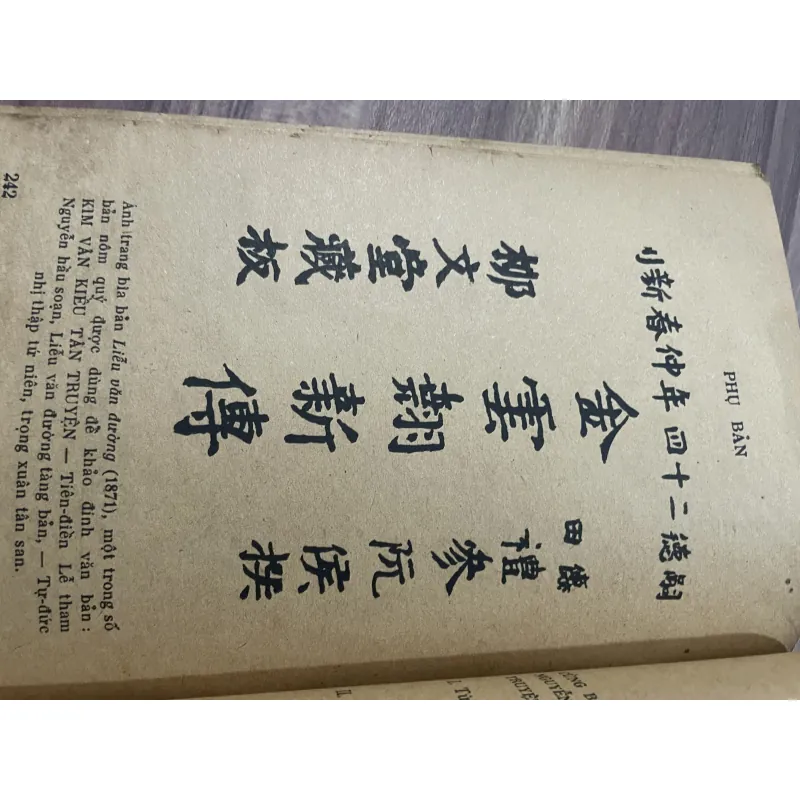 PHỤ BẢN
嗣德二十四年仲春新刊
僊田
禮參阮侯撰
金雲翹新傳
柳文堂藏板
Ảnh trang bìa bản Liễu văn đường (1871), một trong số
bản nôm quý được dùng để khảo đính văn bản :
KIM VÂN KIỀU TÂN TRUYỆN — Tiên-điền Lễ tham
Nguyễn hầu soạn, Liễu văn đường tàng bản, — Tự-đức
nhị thập tứ niên, trọng xuân tân san.
242